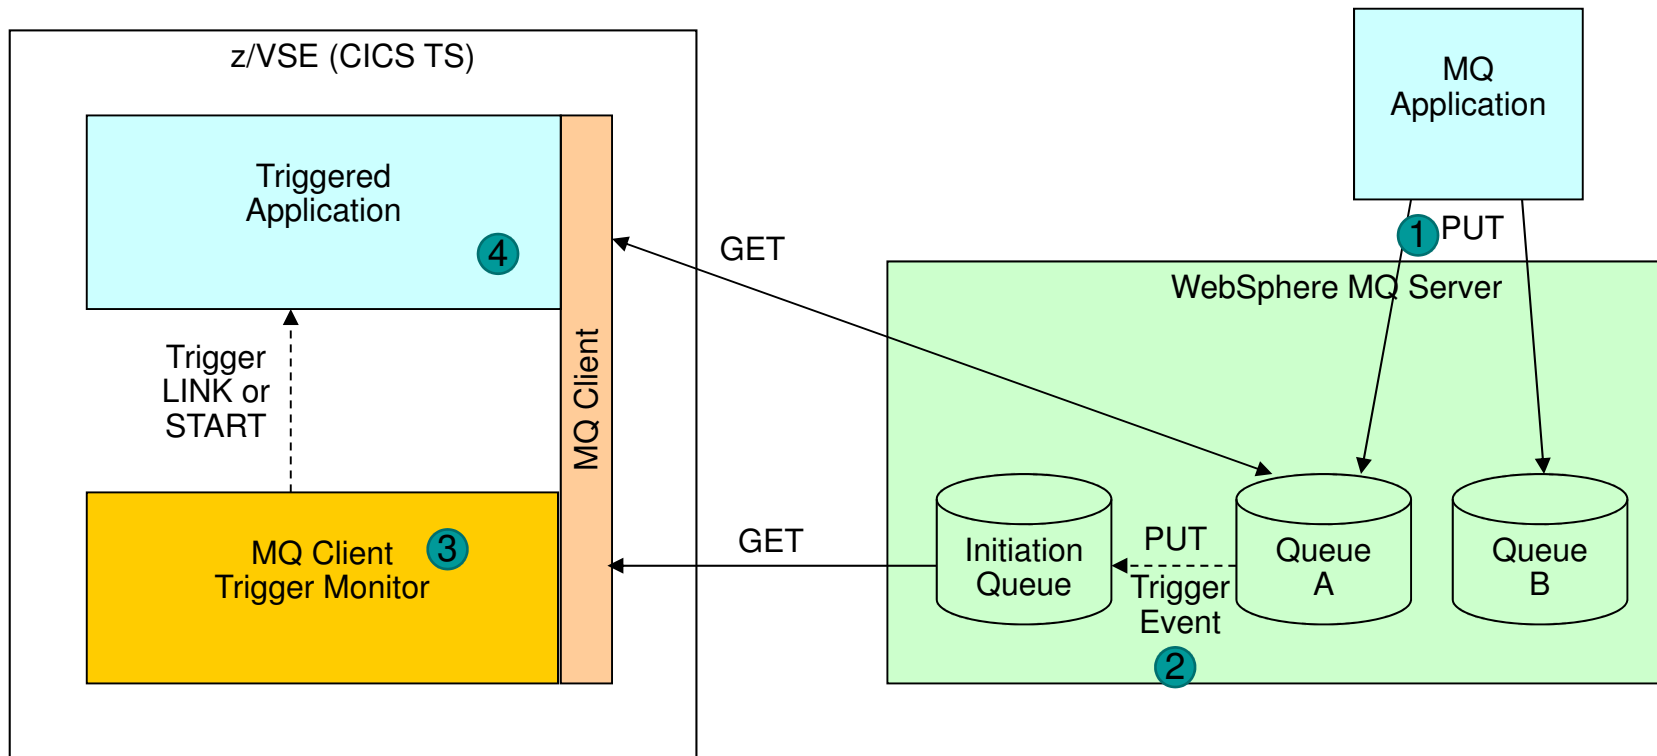 z/VSE (CICS TS)
MQ
Application
Triggered
Application
4
GET
1
PUT
WebSphere MQ Server
Trigger
LINK or
START
MQ Client
MQ Client
Trigger Monitor
3
GET
Initiation
Queue
PUT
Trigger
Event
2
Queue
A
Queue
B